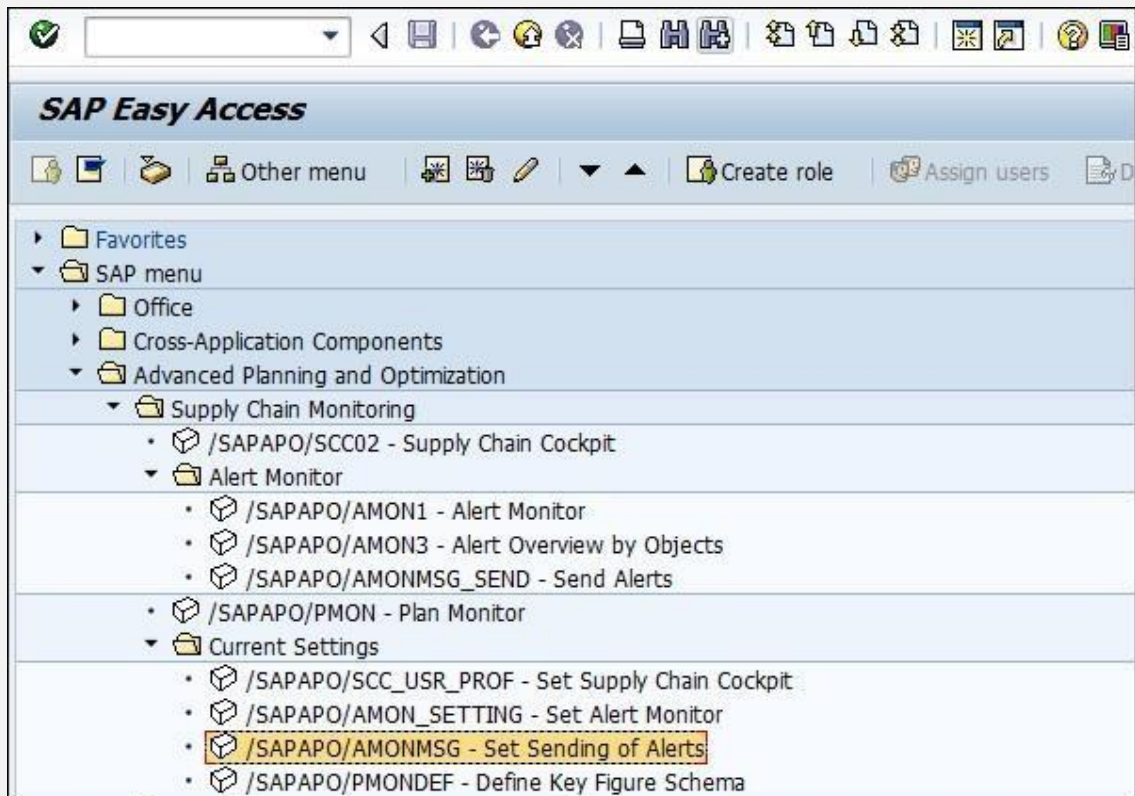 SAP Easy Access
Other menu Create role Assign users D
Favorites
SAP menu
Office
Cross-Application Components
Advanced Planning and Optimization
Supply Chain Monitoring
/SAPAPO/SCC02 - Supply Chain Cockpit
Alert Monitor
/SAPAPO/AMON1 - Alert Monitor
/SAPAPO/AMON3 - Alert Overview by Objects
/SAPAPO/AMONMSG_SEND - Send Alerts
/SAPAPO/PMON - Plan Monitor
Current Settings
/SAPAPO/SCC_USR_PROF - Set Supply Chain Cockpit
/SAPAPO/AMON_SETTING - Set Alert Monitor
/SAPAPO/AMONMSG - Set Sending of Alerts
/SAPAPO/PMONDEF - Define Key Figure Schema